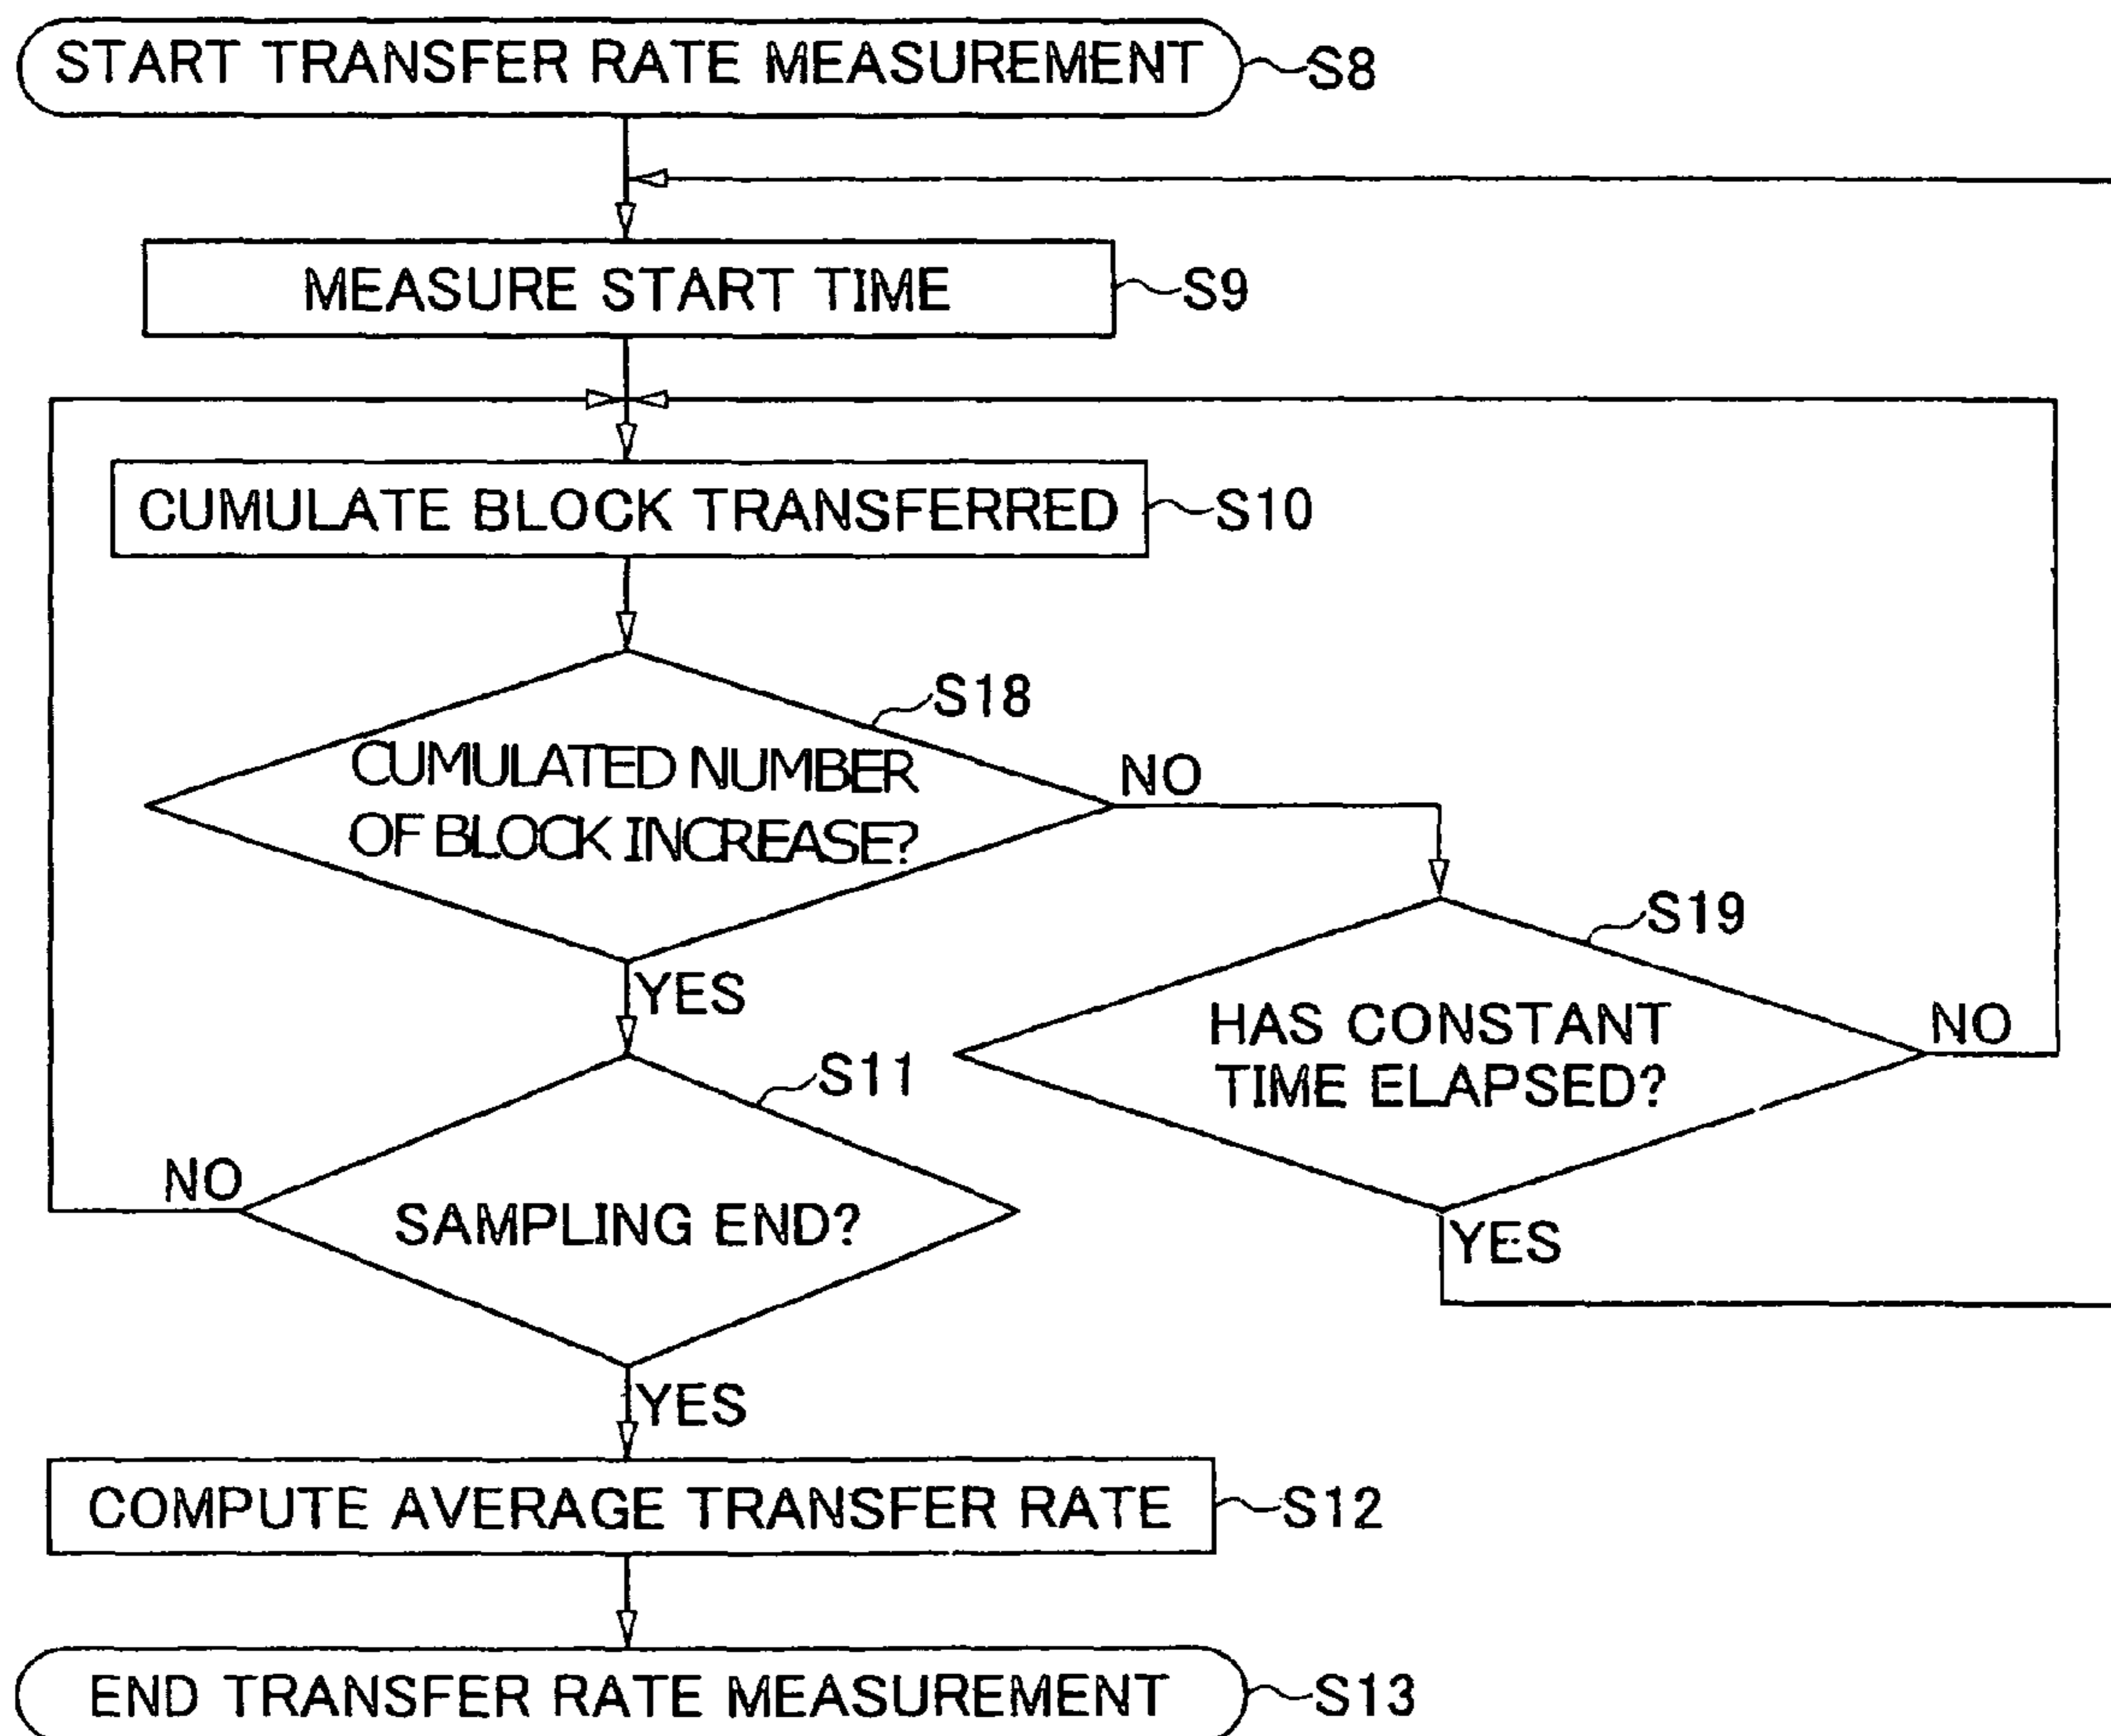 START TRANSFER RATE MEASUREMENT S8
MEASURE START TIME S9
CUMULATE BLOCK TRANSFERRED S10
S18
CUMULATED NUMBER
OF BLOCK INCREASE?
NO
YES
S19
HAS CONSTANT
TIME ELAPSED?
NO
YES
S11
NO
SAMPLING END?
YES
COMPUTE AVERAGE TRANSFER RATE S12
END TRANSFER RATE MEASUREMENT S13